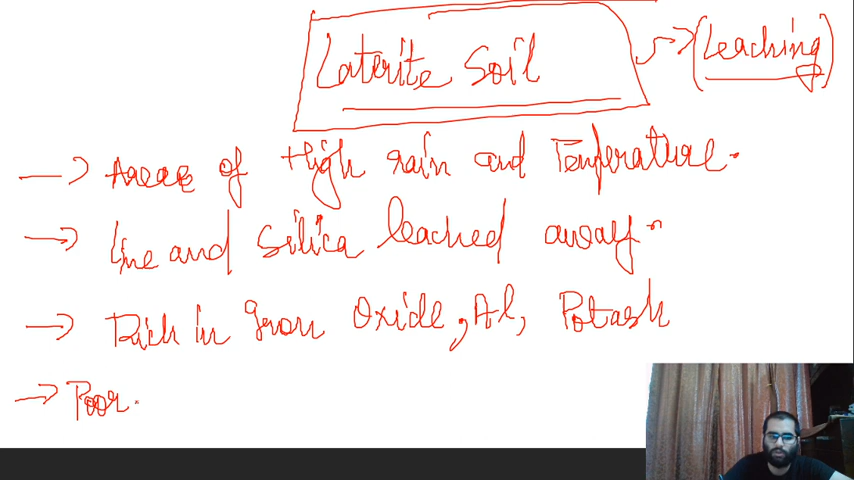 Laterite Soil → (Leaching)
→ Areas of High rain and Temperature.
→ Lime and Silica leached away.
→ Rich in Iron Oxide, Al, Potash
→ Poor.